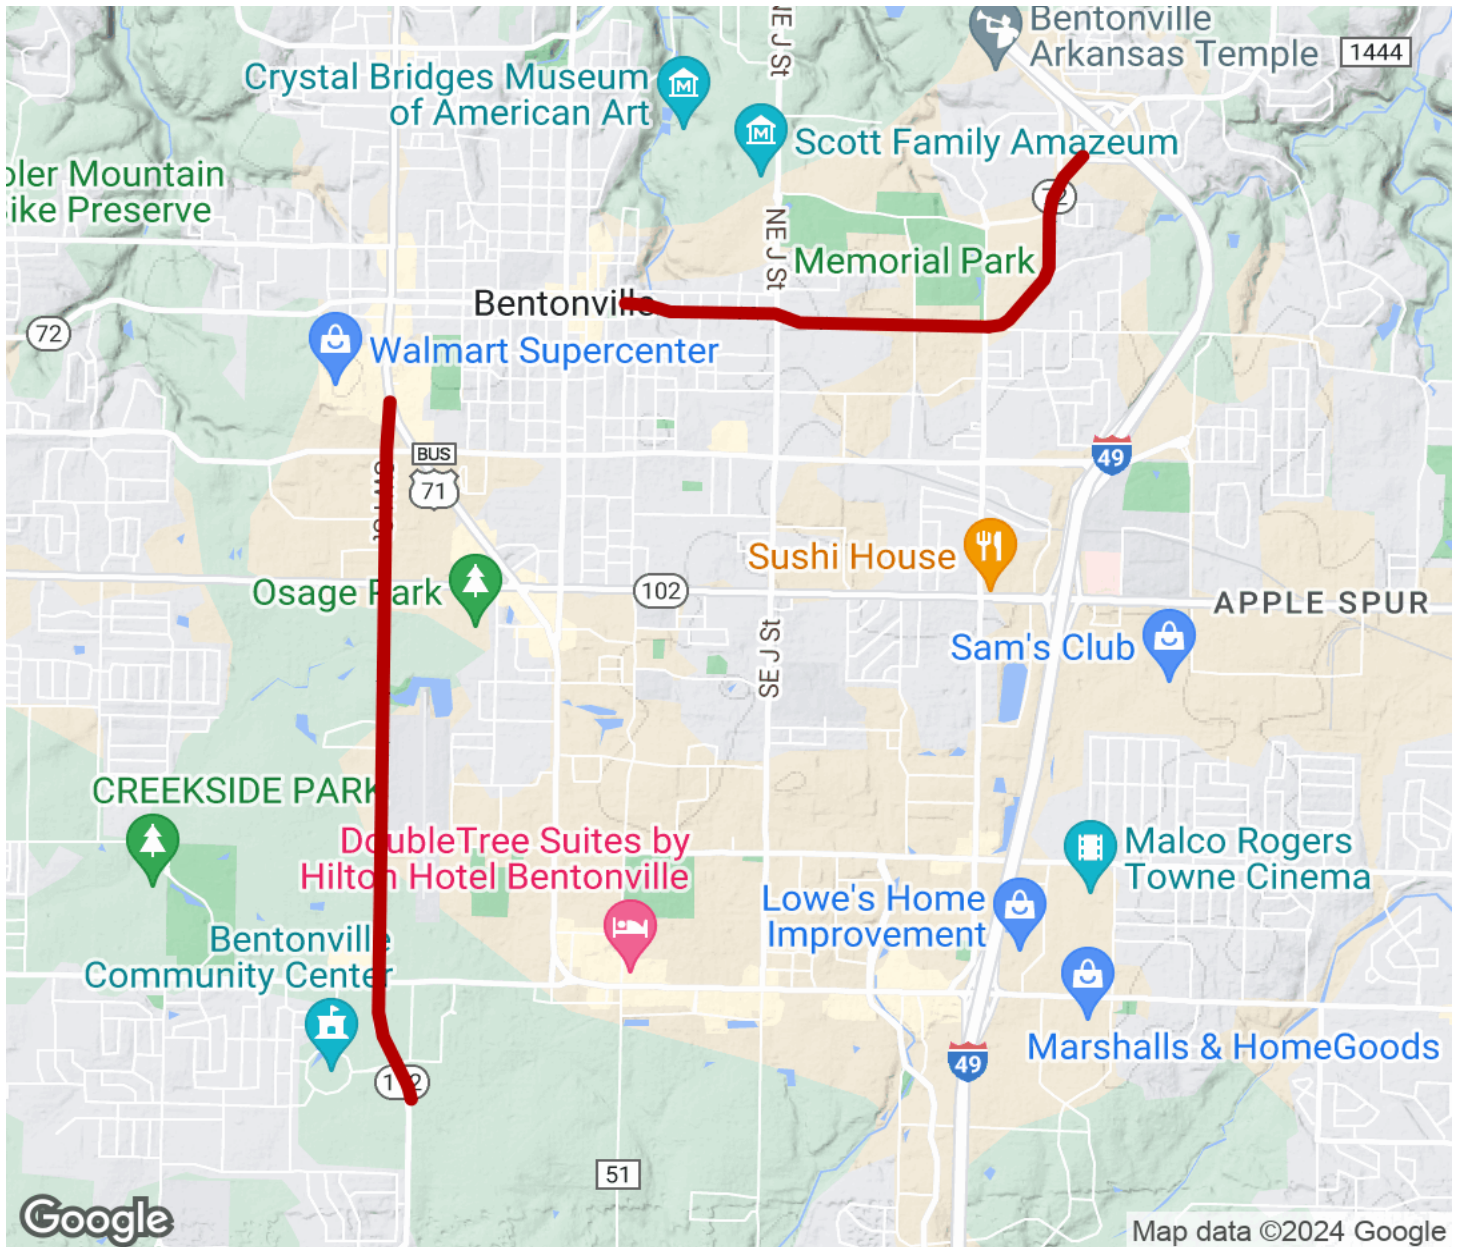 Bentonville
Arkansas Temple
1444
NE J St
Crystal Bridges Museum
of American Art
Scott Family Amazeum
oler Mountain
ike Preserve
72
NE J St
Memorial Park
Bentonville
72
Walmart Supercenter
BUS
71
49
Sushi House
Osage Park
102
APPLE SPUR
Sam's Club
SE J St
CREEKSIDE PARK
DoubleTree Suites by
Hilton Hotel Bentonville
Malco Rogers
Towne Cinema
Lowe's Home
Improvement
Bentonville
Community Center
Marshalls & HomeGoods
49
51
Google
Map data ©2024 Google